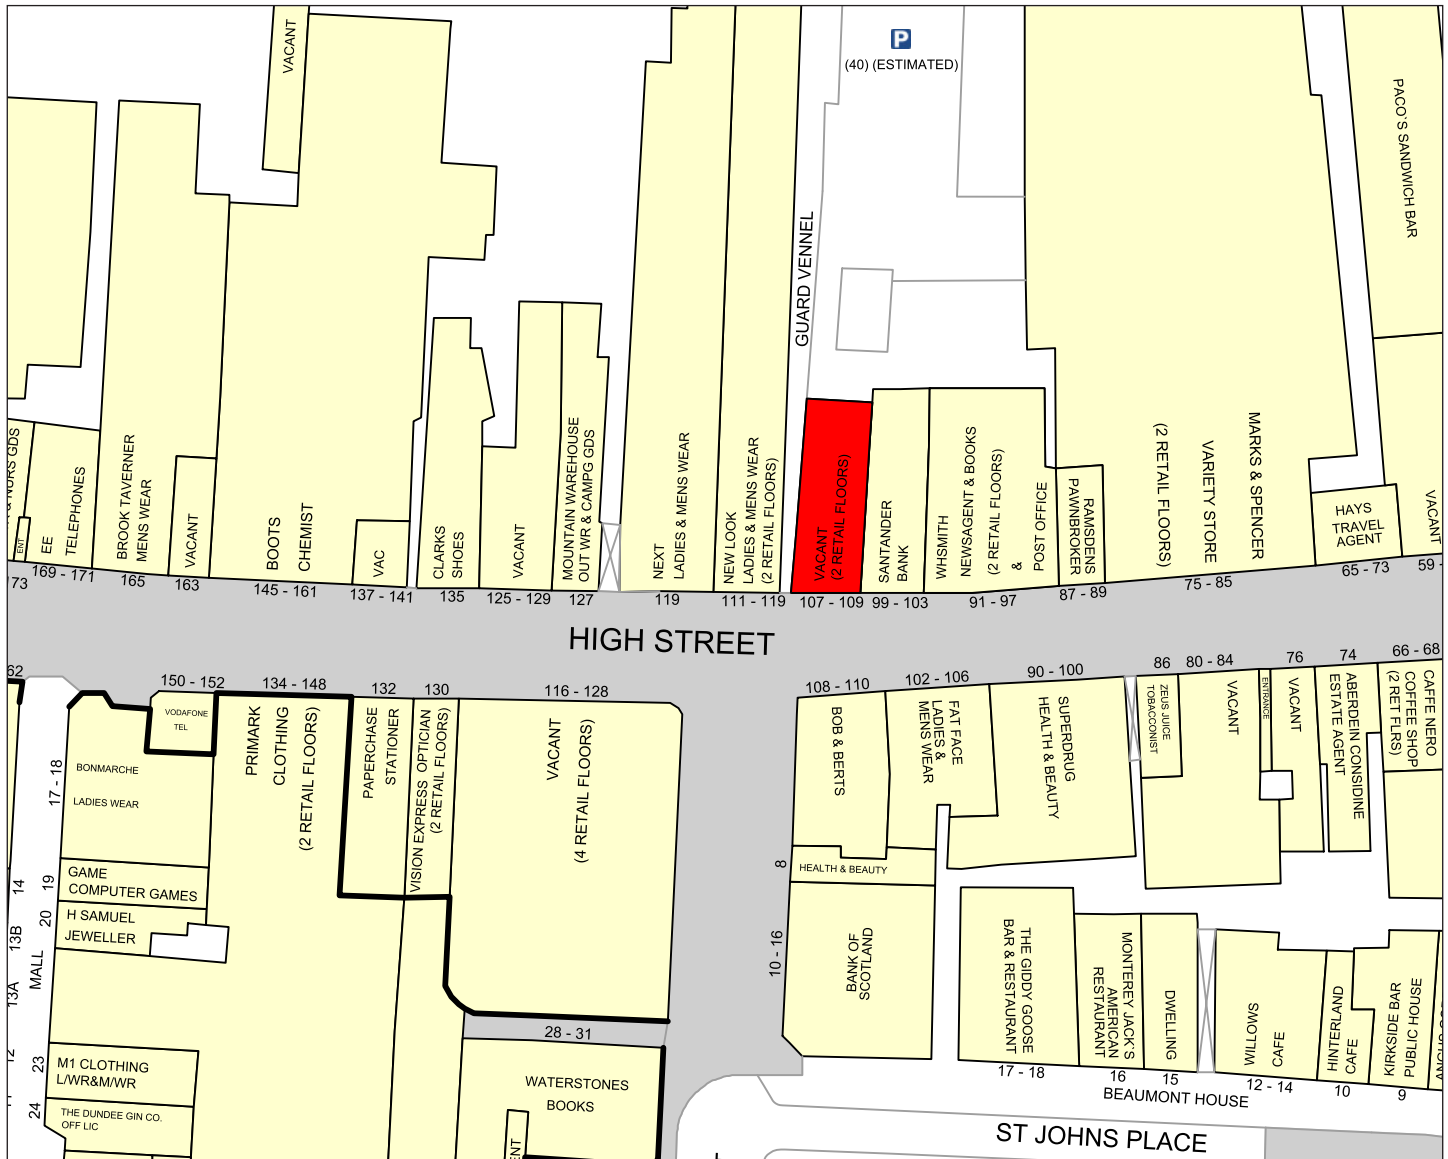 VACANT
P
(40) (ESTIMATED)
PACO'S SANDWICH BAR
GUARD VENNEL
NURS GDS
ENT
EE
TELEPHONES
BROOK TAVERNER
MENS WEAR
VACANT
BOOTS
CHEMIST
VAC
CLARKS
SHOES
VACANT
MOUNTAIN WAREHOUSE
OUT WR & CAMPG GDS
NEXT
LADIES & MENS WEAR
NEW LOOK
LADIES & MENS WEAR
(2 RETAIL FLOORS)
VACANT
(2 RETAIL FLOORS)
SANTANDER
BANK
WHSMITH
NEWSAGENT & BOOKS
(2 RETAIL FLOORS)
&
POST OFFICE
RAMSDENS
PAWNBROKER
MARKS & SPENCER
VARIETY STORE
(2 RETAIL FLOORS)
HAYS
TRAVEL
AGENT
VACANT
173
169 - 171
165
163
145 - 161
137 - 141
135
125 - 129
127
119
111 - 119
107 - 109
99 - 103
91 - 97
87 - 89
75 - 85
65 - 73
59 -
HIGH STREET
62
150 - 152
134 - 148
132
130
116 - 128
108 - 110
102 - 106
90 - 100
86
80 - 84
76
74
66 - 68
VODAFONE
TEL
BONMARCHE
LADIES WEAR
17 - 18
PRIMARK
CLOTHING
(2 RETAIL FLOORS)
PAPERCHASE
STATIONER
VISION EXPRESS OPTICIAN
(2 RETAIL FLOORS)
VACANT
(4 RETAIL FLOORS)
BOB & BERTS
FAT FACE
LADIES &
MENS WEAR
SUPERDRUG
HEALTH & BEAUTY
ZEUS JUICE
TOBACCONIST
VACANT
ENTRANCE
VACANT
ABERDEIN CONSIDINE
ESTATE AGENT
CAFFE NERO
COFFEE SHOP
(2 RET FLRS)
8
HEALTH & BEAUTY
14
19
GAME
COMPUTER GAMES
20
H SAMUEL
JEWELLER
13B
MALL
13A
10 - 16
BANK OF
SCOTLAND
THE GIDDY GOOSE
BAR & RESTAURANT
MONTEREY JACK'S
AMERICAN
RESTAURANT
DWELLING
WILLOWS
CAFE
HINTERLAND
CAFE
KIRKSIDE BAR
PUBLIC HOUSE
28 - 31
12
23
M1 CLOTHING
L/WR&M/WR
WATERSTONES
BOOKS
17 - 18
16
15
12 - 14
10
9
BEAUMONT HOUSE
11
24
THE DUNDEE GIN CO.
OFF LIC
ST JOHNS PLACE